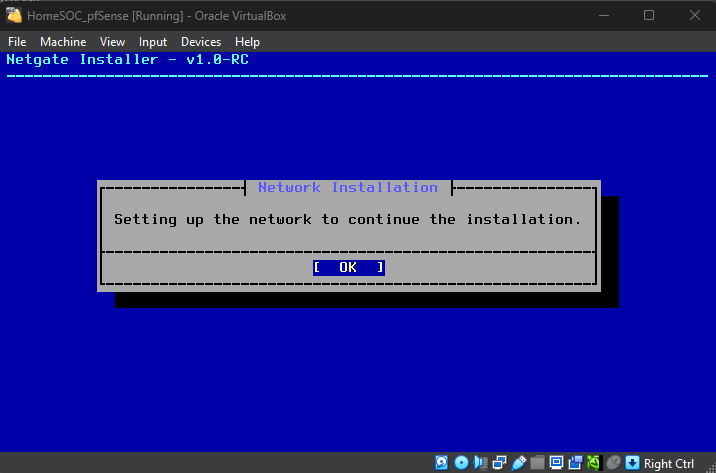 HomeSOC_pfSense [Running] - Oracle VirtualBox
File Machine View Input Devices Help
Netgate Installer - v1.0-RC
Network Installation
Setting up the network to continue the installation.
[ OK ]
Right Ctrl